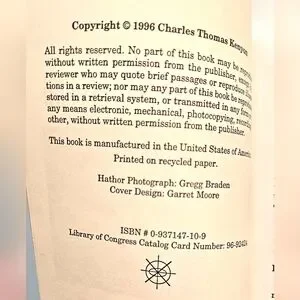 Copyright © 1996 Charles Thomas
All rights reserved. No part of this book may be
without written permission from the publisher,
reviewer who may quote brief passages or reproduce
tions in a review; nor may any part of this book be
stored in a retrieval system, or transmitted in any form
any means electronic, mechanical, photocopying,
other, without written permission from the publisher.
This book is manufactured in the United States of
Printed on recycled paper.
Hathor Photograph: Gregg Braden
Cover Design: Garret Moore
ISBN # 0-937147-10-9
Library of Congress Catalog Card Number: